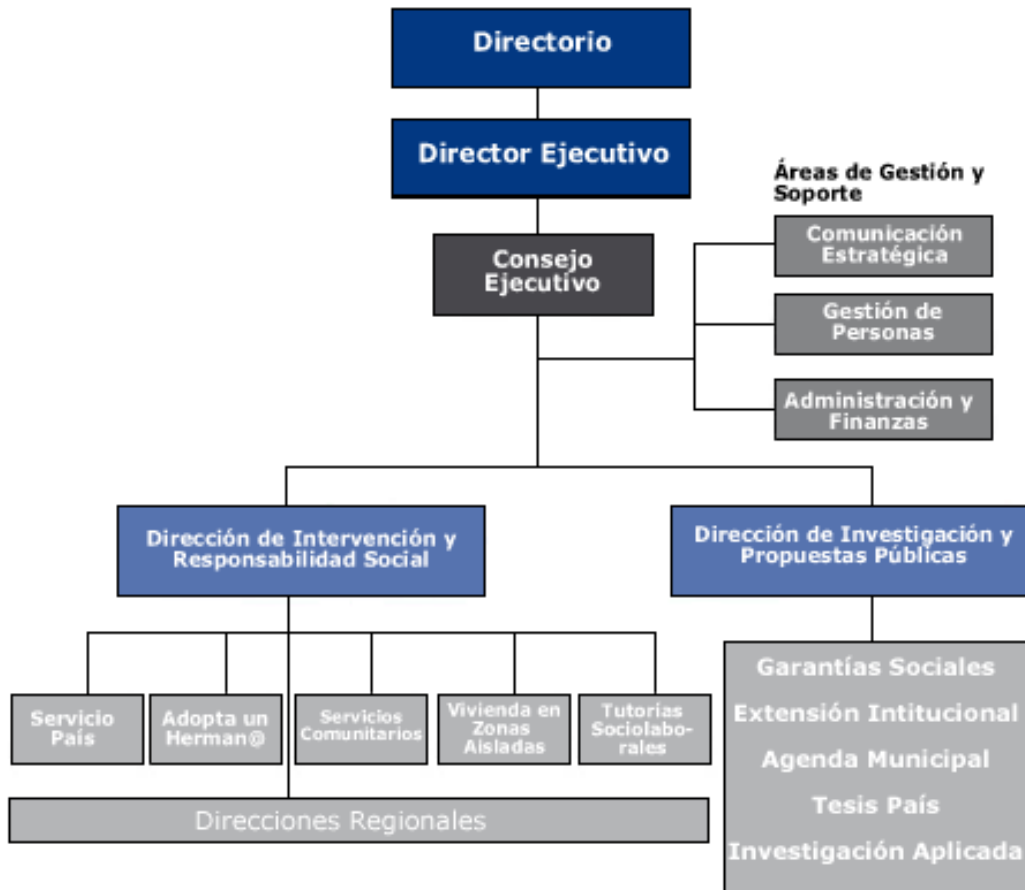 Directorio
Director Ejecutivo
Áreas de Gestión y
Soporte
Comunicación
Estratégica
Consejo
Ejecutivo
Gestión de
Personas
Administración y
Finanzas
Dirección de Intervención y
Responsabilidad Social
Dirección de Investigación y
Propuestas Públicas
Servicio
País
Adopta un
Herman@
Servicios
Comunitarios
Vivienda en
Zonas
Aisladas
Tutorías
Sociolabo-
rales
Direcciones Regionales
Garantías Sociales
Extensión Intitucional
Agenda Municipal
Tesis País
Investigación Aplicada